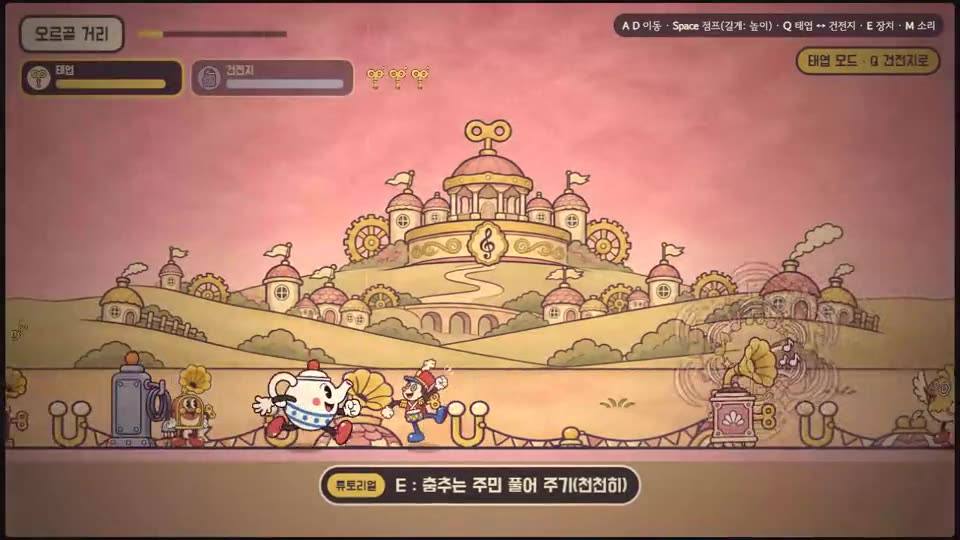 오르골 거리
A D 이동 · Space 점프(길게: 높이) · Q 태엽 ↔ 건전지 · E 장치 · M 소리
태엽
건전지
태엽 모드 · Q 건전지로
튜토리얼 E : 춤추는 주민 풀어 주기(천천히)